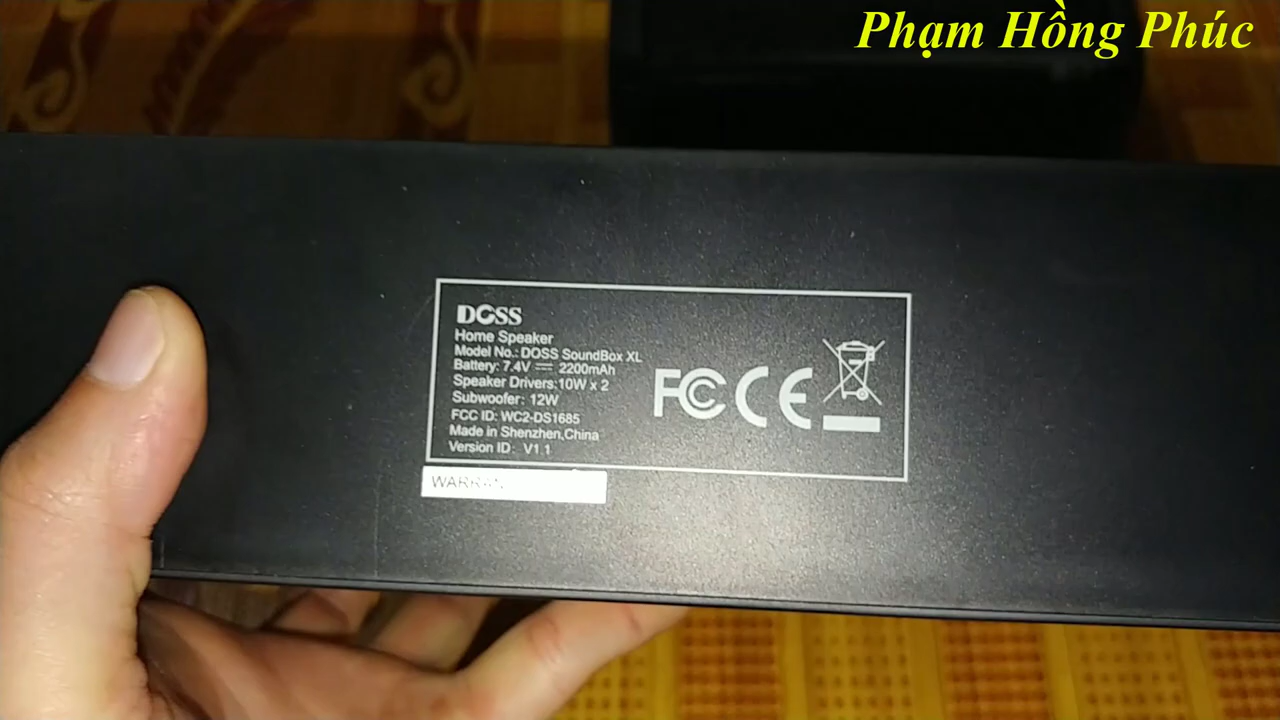 Phạm Hồng Phúc
DOSS
Home Speaker
Model No.: DOSS SoundBox XL
Battery: 7.4V ⎓ 2200mAh
Speaker Drivers:10W x 2
Subwoofer: 12W
FCC ID: WC2-DS1685
Made in Shenzhen,China
Version ID: V1.1
FCC CE